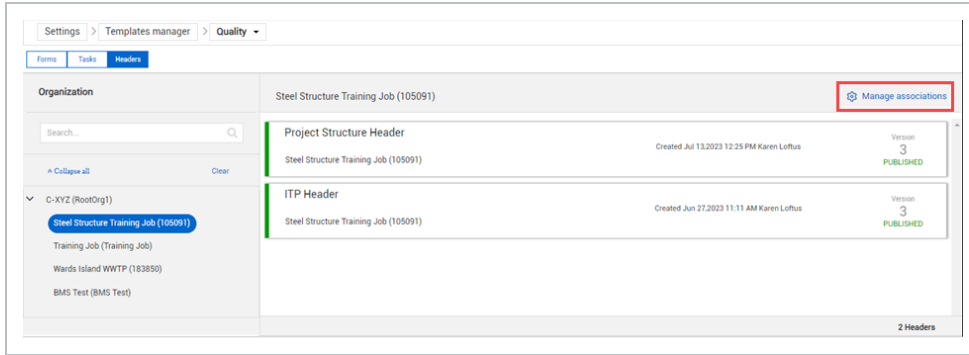 Settings > Templates manager > Quality
Forms Tasks Headers
Organization
Steel Structure Training Job (105091)
Manage associations
Search...
Collapse all
Clear
C-XYZ (RootOrg1)
Steel Structure Training Job (105091)
Training Job (Training Job)
Wards Island WWTP (183850)
BMS Test (BMS Test)
Project Structure Header
Steel Structure Training Job (105091)
Created Jul 13,2023 12:25 PM Karen Loftus
Version
3
PUBLISHED
ITP Header
Steel Structure Training Job (105091)
Created Jun 27,2023 11:11 AM Karen Loftus
Version
3
PUBLISHED
2 Headers